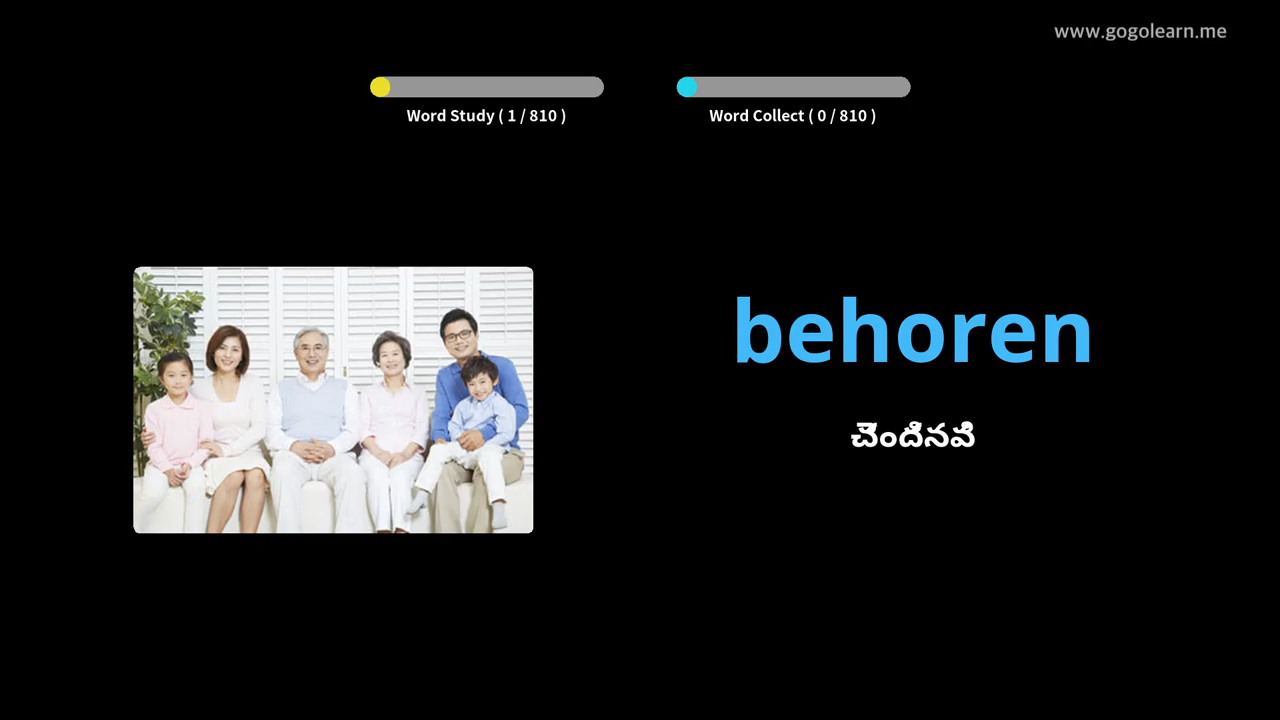 www.gogolearn.me
Word Study ( 1 / 810 )
Word Collect ( 0 / 810 )
behoren
చెందినవి